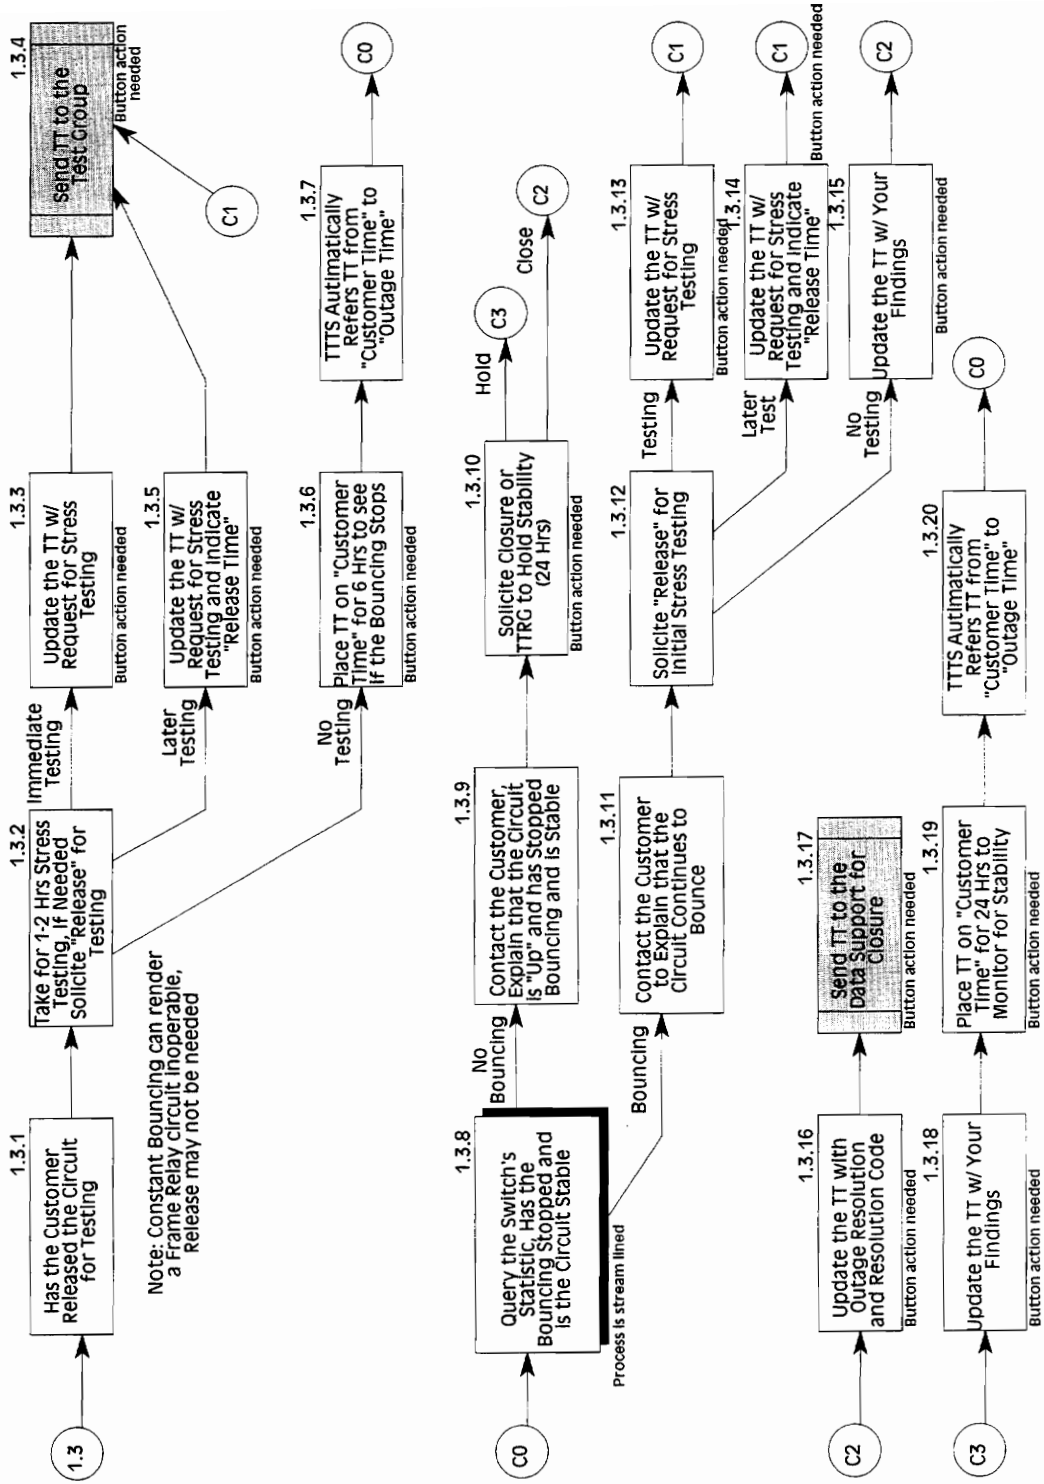 1.3
1.3.1
Has the Customer
Released the Circuit
for Testing
1.3.2
Take for 1-2 Hrs Stress
Testing, If Needed
Solicite "Release" for
Testing
Note: Constant Bouncing can render
a Frame Relay circuit inoperable,
Release may not be needed
Immediate
Testing
1.3.3
Update the TT w/
Request for Stress
Testing
Button action needed
1.3.4
Send TT to the
Test Group
Button action
needed
C1
Later
Testing
1.3.5
Update the TT w/
Request for Stress
Testing and Indicate
"Release Time"
Button action needed
No
Testing
1.3.6
Place TT on "Customer
Time" for 6 Hrs to see
if the Bouncing Stops
Button action needed
1.3.7
TTTS Autimatically
Refers TT from
"Customer Time" to
"Outage Time"
C0
C0
1.3.8
Query the Switch's
Statistic, Has the
Bouncing Stopped and
is the Circuit Stable
Process is stream lined
No
Bouncing
1.3.9
Contact the Customer,
Explain that the Circuit
is "Up" and has Stopped
Bouncing and is Stable
1.3.10
Solicite Closure or
TTRG to Hold Stability
(24 Hrs)
Button action needed
Hold
C3
Close
C2
Bouncing
1.3.11
Contact the Customer
to Explain that the
Circuit Continues to
Bounce
1.3.12
Solicite "Release" for
Initial Stress Testing
Testing
1.3.13
Update the TT w/
Request for Stress
Testing
Button action needed
C1
Later
Test
1.3.14
Update the TT w/
Request for Stress
Testing and Indicate
"Release Time"
Button action needed
C1
No
Testing
1.3.15
Update the TT w/ Your
Findings
Button action needed
C2
C2
1.3.16
Update the TT with
Outage Resolution
and Resolution Code
Button action needed
1.3.17
Send TT to the
Data Support for
Closure
Button action needed
C3
1.3.18
Update the TT w/ Your
Findings
Button action needed
1.3.19
Place TT on "Customer
Time" for 24 Hrs to
Monitor for Stability
Button action needed
1.3.20
TTTS Autimatically
Refers TT from
"Customer Time" to
"Outage Time"
C0